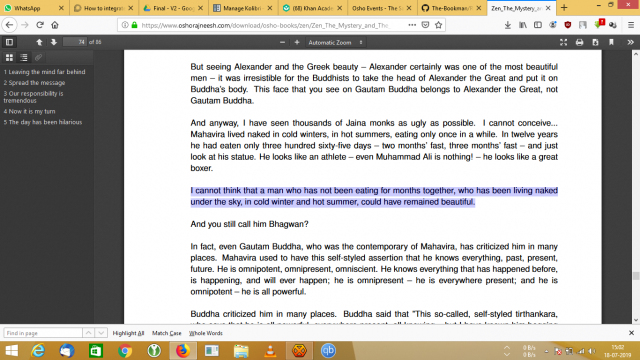 WhatsApp
How to integrat
Final - V2 - Goog
Manage Kolibri
(68) Khan Acade
Osho Events - The S
The-Bookman/R
Zen_The_Mystery_and_The
https://www.oshorajneesh.com/download/osho-books/zen/Zen_The_Mystery_and_The
Search
74 of 86
Automatic Zoom
1 Leaving the mind far behind
2 Spread the message
3 Our responsibility is
tremendous
4 Now it is my turn
5 The day has been hilarious
But seeing Alexander and the Greek beauty – Alexander certainly was one of the most beautiful
men – it was irresistible for the Buddhists to take the head of Alexander the Great and put it on
Buddha's body. This face that you see on Gautam Buddha belongs to Alexander the Great, not
Gautam Buddha.
And anyway, I have seen thousands of Jaina monks as ugly as possible. I cannot conceive...
Mahavira lived naked in cold winters, in hot summers, eating only once in a while. In twelve years
he had eaten only three hundred sixty-five days – two months' fast, three months' fast – and just
look at his statue. He looks like an athlete – even Muhammad Ali is nothing! – he looks like a great
boxer.
I cannot think that a man who has not been eating for months together, who has been living naked
under the sky, in cold winter and hot summer, could have remained beautiful.
And you still call him Bhagwan?
In fact, even Gautam Buddha, who was the contemporary of Mahavira, has criticized him in many
places. Mahavira used to have this self-styled assertion that he knows everything, past, present,
future. He is omnipotent, omnipresent, omniscient. He knows everything that has happened before,
is happening, and will ever happen; he is omnipresent – he is everywhere present; and he is
omnipotent – he is all powerful.
Buddha criticized him in many places. Buddha said that "This so-called, self-styled tirthankara,
Find in page
Highlight All Match Case Whole Words
0 B/s
0 B/s
15:02
18-07-2019